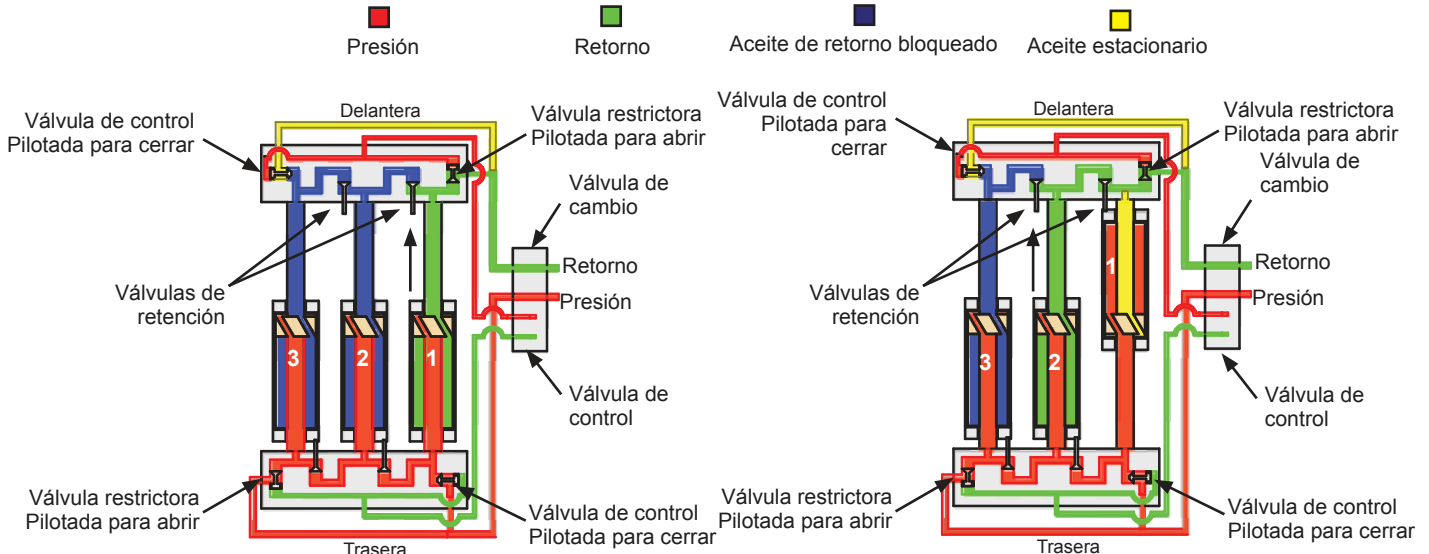 Presión
Retorno
Aceite de retorno bloqueado
Aceite estacionario
Delantera
Válvula de control
Pilotada para cerrar
Válvula restrictora
Pilotada para abrir
Válvula de
cambio
Retorno
Presión
Válvulas de
retención
3
2
1
Válvula de
control
Válvula restrictora
Pilotada para abrir
Válvula de control
Pilotada para cerrar
Trasera
Delantera
Válvula de control
Pilotada para
cerrar
Válvula restrictora
Pilotada para abrir
Válvula de
cambio
1
Retorno
Presión
Válvulas de
retención
3
2
Válvula de
control
Válvula restrictora
Pilotada para abrir
Válvula de control
Pilotada para cerrar
Trasera